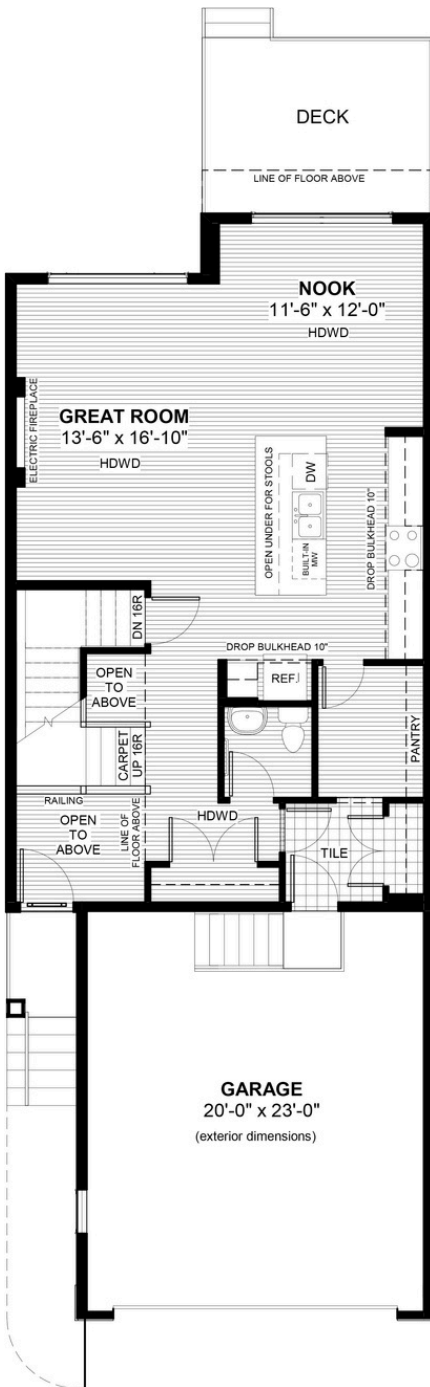 DECK
LINE OF FLOOR ABOVE
NOOK
11'-6" x 12'-0"
HDWD
ELECTRIC FIREPLACE
GREAT ROOM
13'-6" x 16'-10"
HDWD
OPEN UNDER FOR STOOLS
DW
BUILT-IN
MW
DROP BULKHEAD 10"
DN 16R
DROP BULKHEAD 10"
REF.
OPEN
TO
ABOVE
PANTRY
CARPET
UP 16R
RAILING
OPEN
TO
ABOVE
LINE OF
FLOOR ABOVE
HDWD
TILE
GARAGE
20'-0" x 23'-0"
(exterior dimensions)